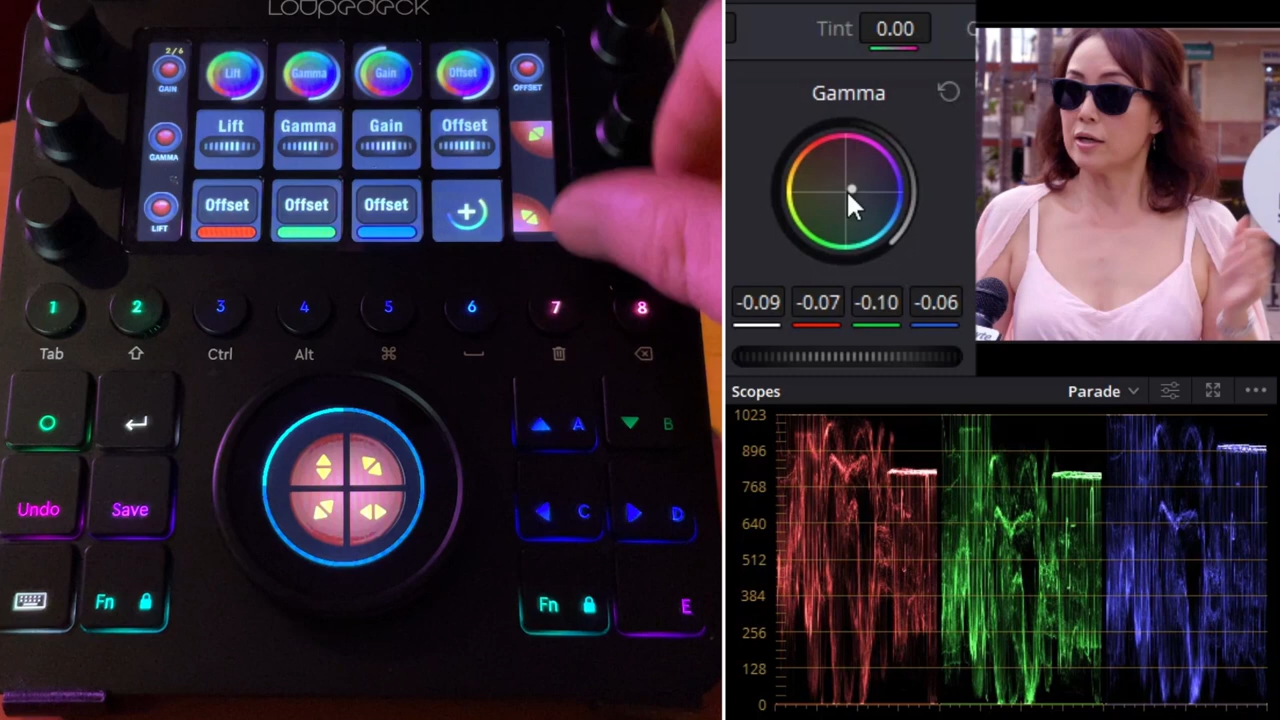 Loupedeck
2/6
GAIN
Lift
Gamma
Gain
Offset
OFFSET
GAMMA
Lift
Gamma
Gain
Offset
LIFT
Offset
Offset
Offset
1
2
3
4
5
6
7
8
Tab
Ctrl
Alt
A
B
Undo
Save
C
D
Fn
Fn
E
Tint
0.00
Gamma
-0.09
-0.07
-0.10
-0.06
Scopes
Parade
1023
896
768
640
512
384
256
128
0